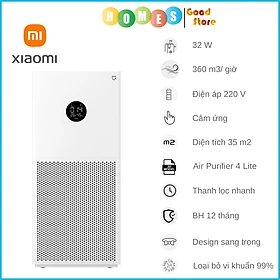 HOMES Good Store
mi
xiaomi
32 W
360 m3/ giờ
Điện áp 220 V
Cảm ứng
m2 Diện tích 35 m2
Air Purifier 4 Lite
Thanh lọc nhanh
BH 12 tháng
Design sang trọng
Loại bỏ vi khuẩn 99%